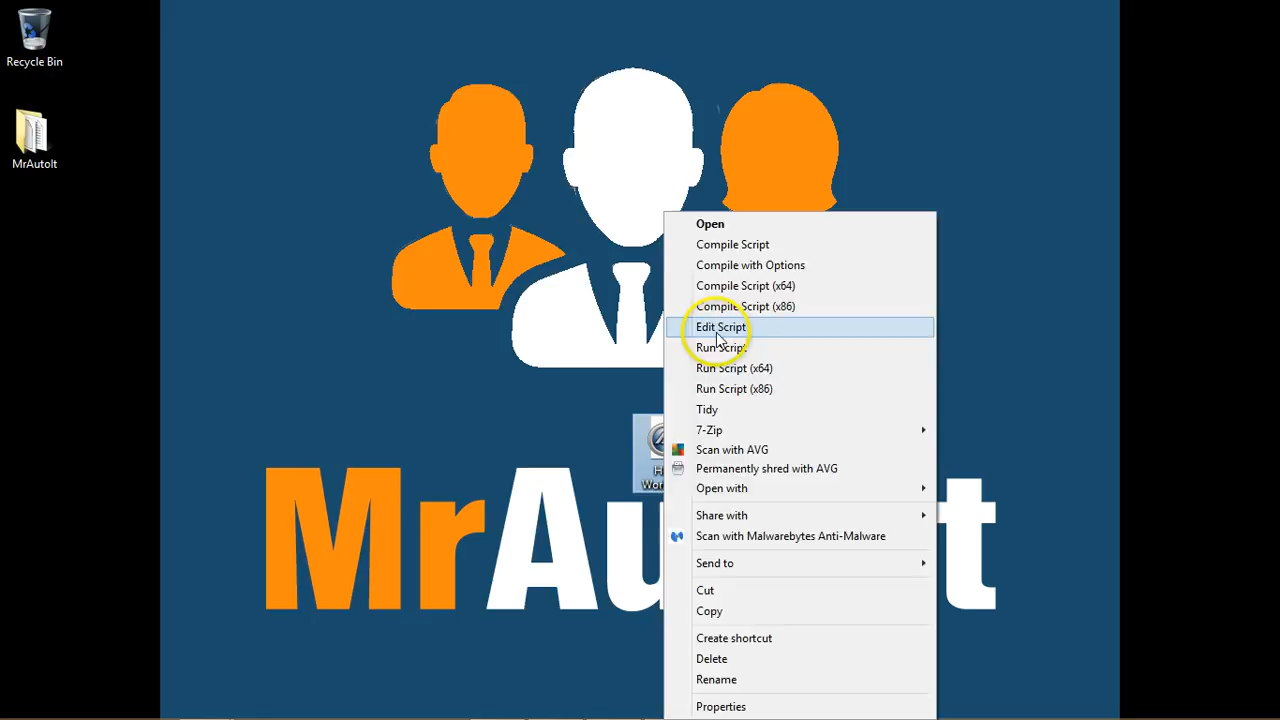 Recycle Bin
MrAutoIt
Open
Compile Script
Compile with Options
Compile Script (x64)
Compile Script (x86)
Edit Script
Run Script
Run Script (x64)
Run Script (x86)
Tidy
7-Zip
Scan with AVG
Permanently shred with AVG
Open with
Share with
Scan with Malwarebytes Anti-Malware
Send to
Cut
Copy
Create shortcut
Delete
Rename
Properties
MrAu t